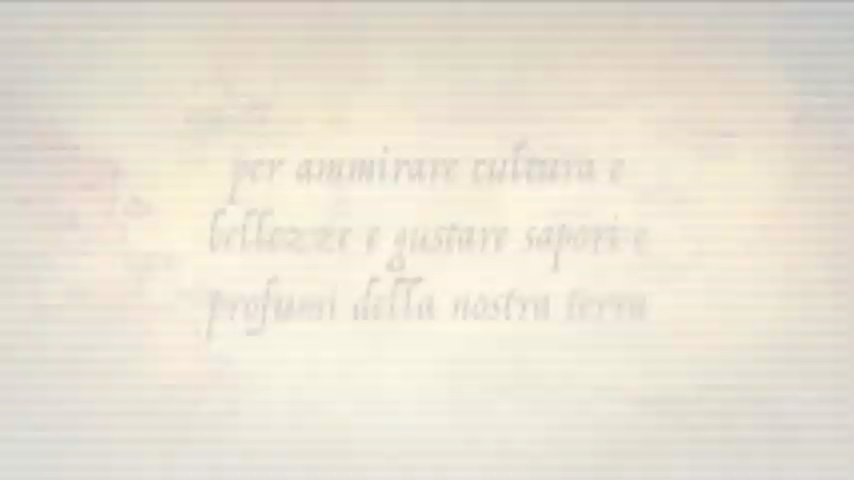 per ammirare cultura e
bellezze e gustare sapori e
profumi della nostra terra